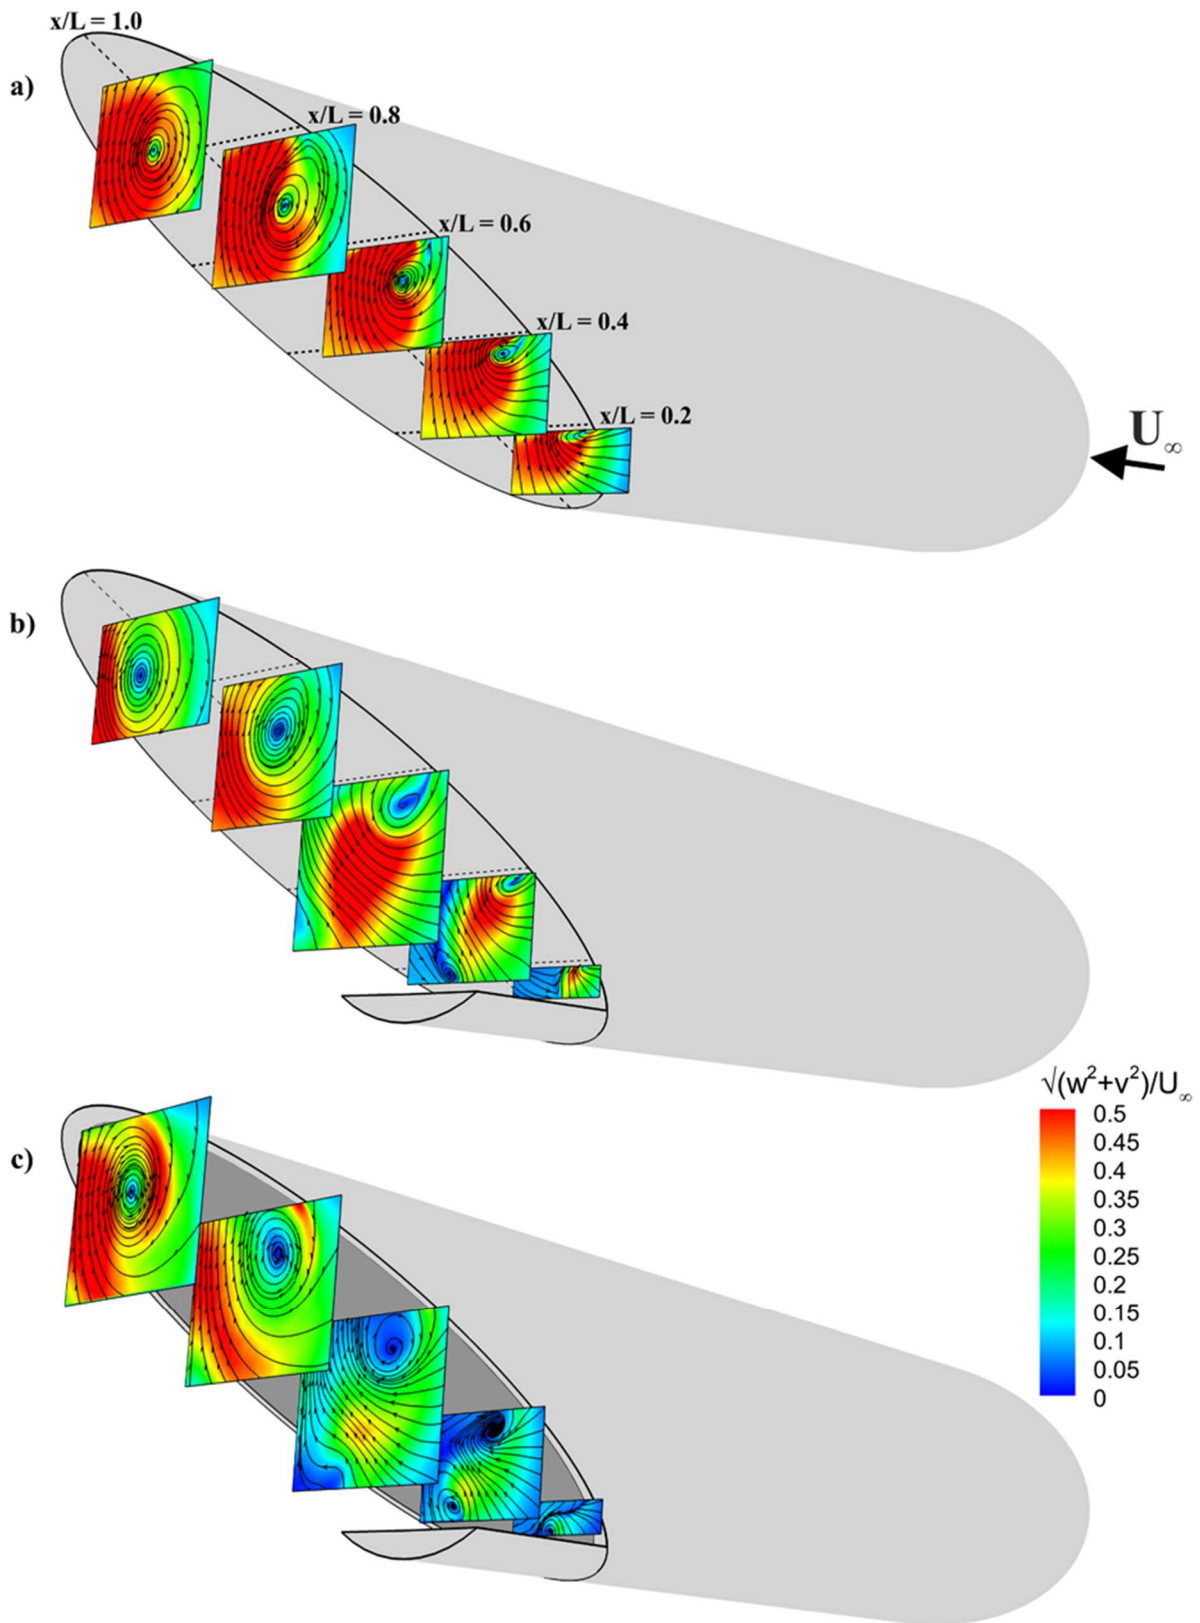 x/L = 1.0
a)
x/L = 0.8
x/L = 0.6
x/L = 0.4
x/L = 0.2
U∞
b)
√(w²+v²)/U∞
0.5
0.45
0.4
0.35
0.3
0.25
0.2
0.15
0.1
0.05
0
c)